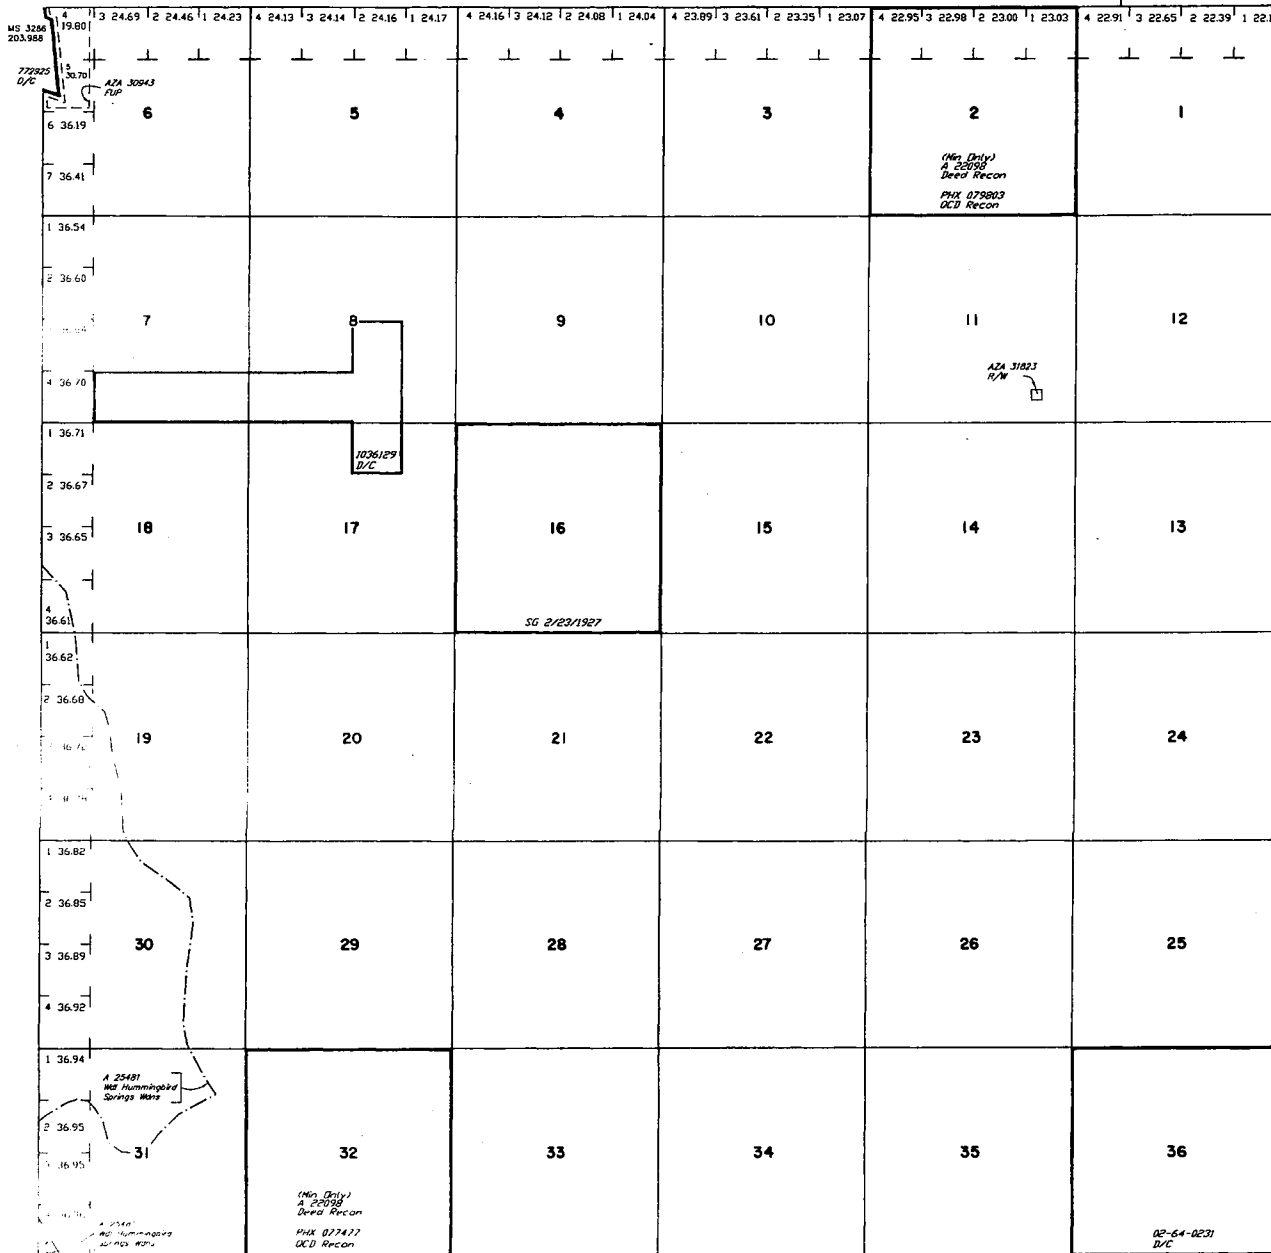 4 19.80
3 24.69 2 24.46 1 24.23
4 24.13 3 24.14 2 24.16 1 24.17
4 24.16 3 24.12 2 24.08 1 24.04
4 23.89 3 23.61 2 23.35 1 23.07
4 22.95 3 22.98 2 23.00 1 23.03
4 22.91 3 22.65 2 22.39
MS 3286
203.988
772925
D/C
5 30.70
AZA 30943
FUP
6 36.19
7 36.41
6 5 4 3 2 1
(Min Only)
A 22098
Deed Recon
PHX 079803
OCD Recon
1 36.54
2 36.60
4 36.70
7 8 9 10 11 12
AZA 31823
R/W
1 36.71
2 36.67
3 36.65
4 36.61
1036129
D/C
18 17 16 15 14 13
SG 2/23/1927
1 36.62
2 36.68
19 20 21 22 23 24
1 36.82
2 36.85
3 36.89
4 36.92
30 29 28 27 26 25
1 36.94
2 36.95
3 36.95
A 25481
Wdl Hummingbird
Springs Wdns
31 32 33 34 35 36
(Min Only)
A 22098
Deed Recon
PHX 077477
OCD Recon
Wdl Hummingbird
Springs Wdns
02-64-0231
D/C